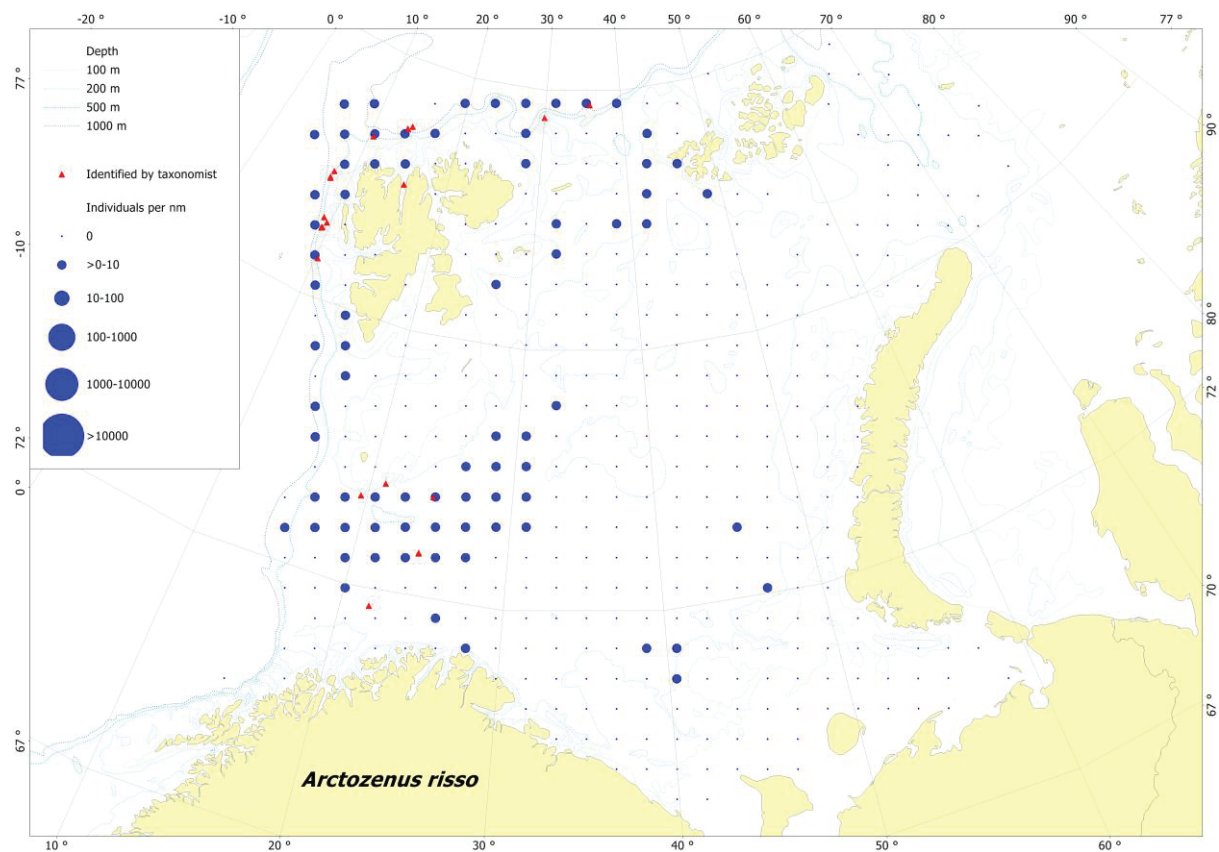 -20 ° -10 ° 0 ° 10 ° 20 ° 30 ° 40 ° 50 ° 60 ° 70 ° 80 ° 90 ° 77 °
Depth
100 m
200 m
500 m
1000 m
Identified by taxonomist
Individuals per nm
0
>0-10
10-100
100-1000
1000-10000
>10000
77 °
-10 °
72 °
0 °
67 °
90 °
80 °
72 °
70 °
67 °
Arctozenus risso
10 ° 20 ° 30 ° 40 ° 50 ° 60 °